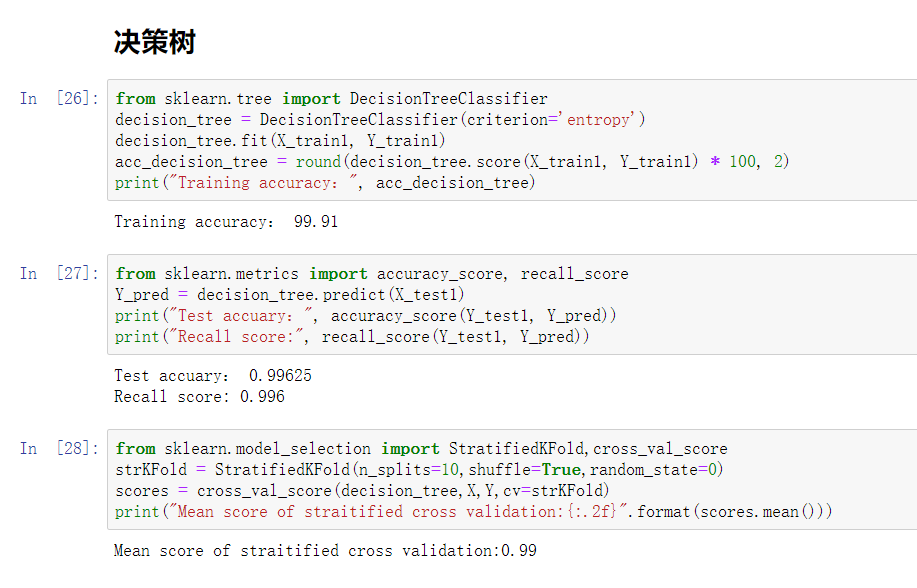 决策树
In [26]:
from sklearn.tree import DecisionTreeClassifier
decision_tree = DecisionTreeClassifier(criterion='entropy')
decision_tree.fit(X_train1, Y_train1)
acc_decision_tree = round(decision_tree.score(X_train1, Y_train1) * 100, 2)
print("Training accuracy：", acc_decision_tree)
Training accuracy： 99.91
In [27]:
from sklearn.metrics import accuracy_score, recall_score
Y_pred = decision_tree.predict(X_test1)
print("Test accuary：", accuracy_score(Y_test1, Y_pred))
print("Recall score:", recall_score(Y_test1, Y_pred))
Test accuary： 0.99625
Recall score: 0.996
In [28]:
from sklearn.model_selection import StratifiedKFold,cross_val_score
strKFold = StratifiedKFold(n_splits=10,shuffle=True,random_state=0)
scores = cross_val_score(decision_tree,X,Y,cv=strKFold)
print("Mean score of straitified cross validation:{:.2f}".format(scores.mean()))
Mean score of straitified cross validation:0.99